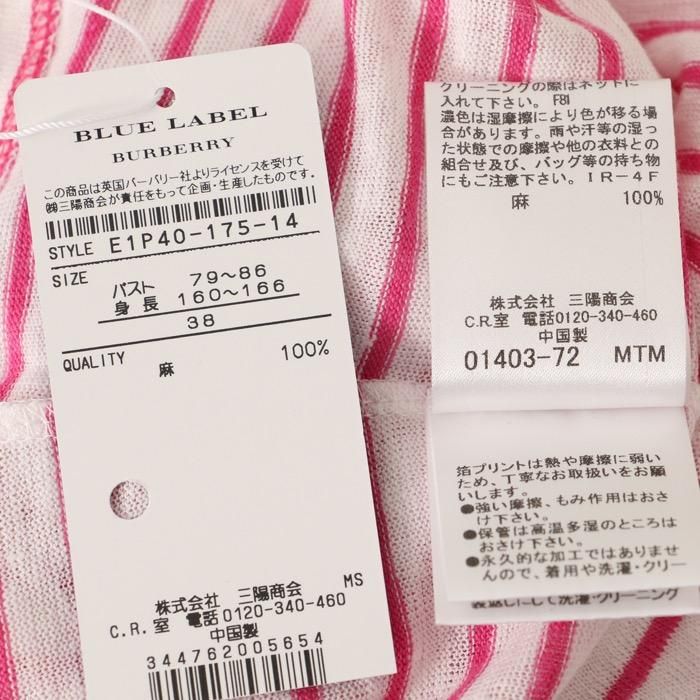 BLUE LABEL
BURBERRY
この商品は英国バーバリー社よりライセンスを受けて
㈱三陽商会が責任をもって企画・生産したものです。
STYLE E1P40-175-14
SIZE
バスト 79～86
身長 160～166
38
QUALITY
麻 100%
株式会社 三陽商会 MS
C.R.室 電話0120-340-460
中国製
344762005654
クリーニングの際はネットに
入れて下さい。 F8I
濃色は湿摩擦により色が移る場
合があります。雨や汗等の湿っ
た状態での摩擦や他の衣料との
組合せ及び、バッグ等の持ち物
にもご注意下さい。IR-4F
麻 100%
株式会社 三陽商会
C.R.室 電話0120-340-460
中国製
01403-72 MTM
箔プリントは熱や摩擦に弱い
ため、丁寧なお取扱いをお願
いします。
●強い摩擦、もみ作用はおさ
け下さい。
●保管は高温多湿のところは
おさけ下さい。
●永久的な加工ではありませ
んので、着用や洗濯・クリー
裏返しにして洗濯・クリーニング